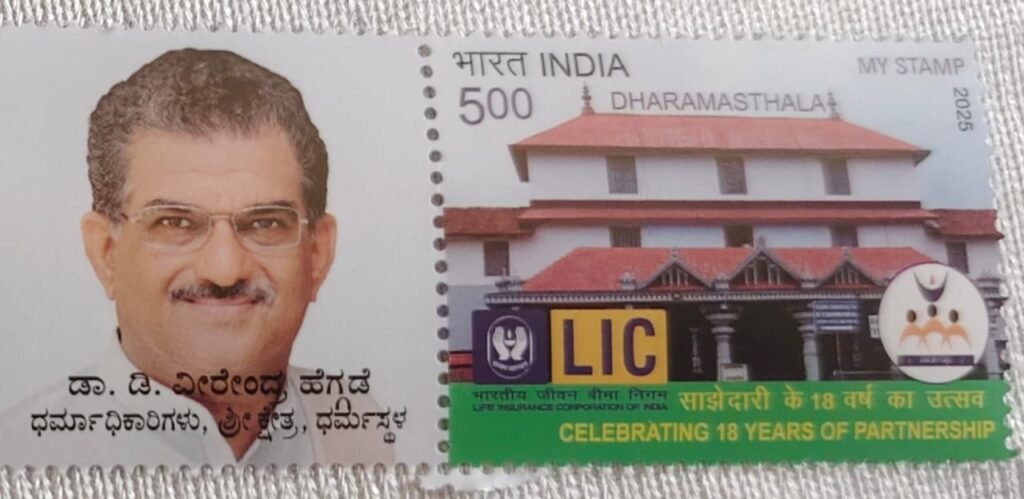 ಡಾ. ಡಿ. ವೀರೇಂದ್ರ ಹೆಗ್ಗಡೆ
ಧರ್ಮಾಧಿಕಾರಿಗಳು, ಶ್ರೀ ಕ್ಷೇತ್ರ, ಧರ್ಮಸ್ಥಳ
भारत INDIA
500
MY STAMP
2025
DHARAMASTHALA
LIC
भारतीय जीवन बीमा निगम
LIFE INSURANCE CORPORATION OF INDIA
साझेदारी के 18 वर्ष का उत्सव
CELEBRATING 18 YEARS OF PARTNERSHIP